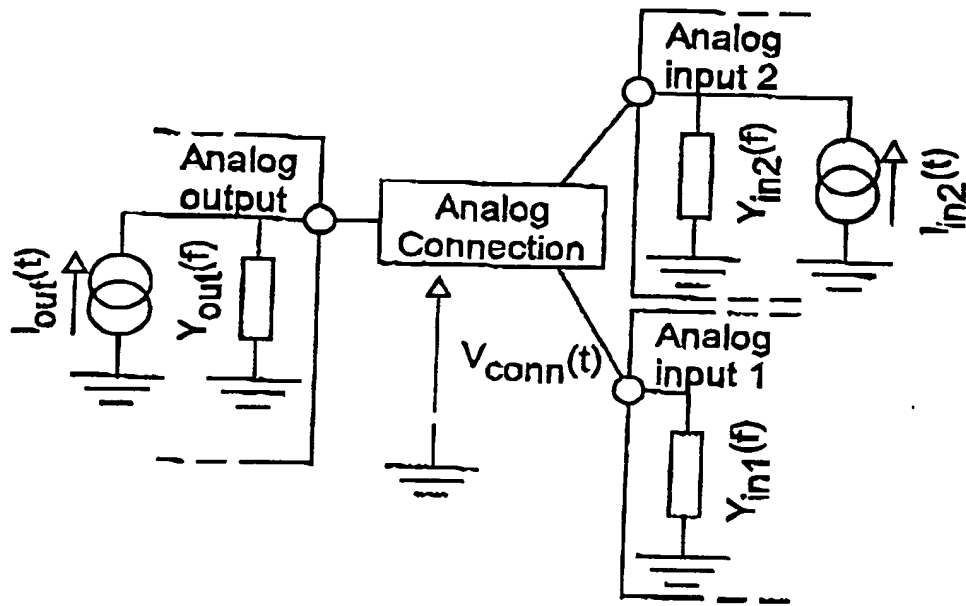 Analog
output
I_out(t)
Y_out(f)
Analog
Connection
V_conn(t)
Analog
input 2
Y_in2(f)
I_in2(t)
Analog
input 1
Y_in1(f)